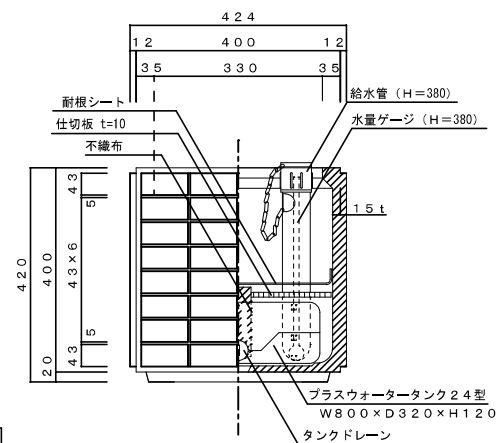 424
12 400 12
35 330 35
耐根シート
給水管（H=380）
仕切板 t=10
水量ゲージ（H=380）
不織布
43
5
15t
420
400
43×6
5
43
20
プラスウォータータンク24型
W800×D320×H120
タンクドレーン